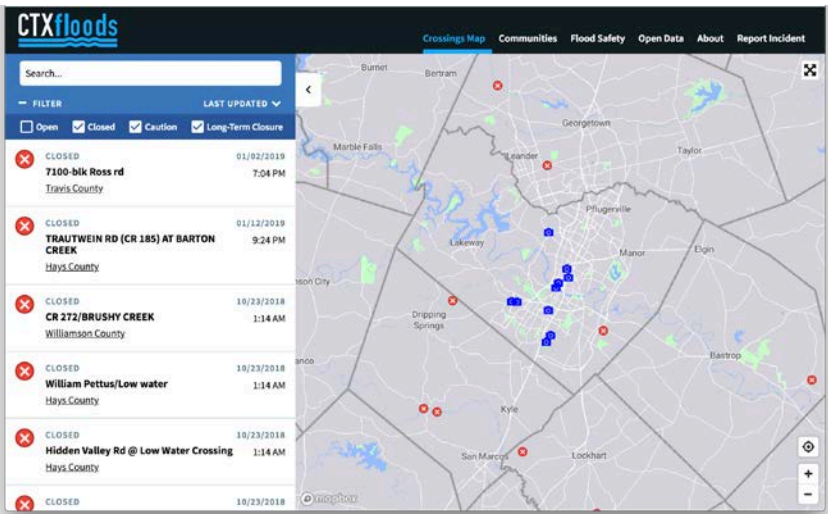 CTXfloods
Crossings Map Communities Flood Safety Open Data About Report Incident
Search...
FILTER LAST UPDATED
Open Closed Caution Long-Term Closure
CLOSED 01/02/2019
7100-blk Ross rd 7:04 PM
Travis County
CLOSED 01/12/2019
TRAUTWEIN RD (CR 185) AT BARTON 9:24 PM
CREEK
Hays County
CLOSED 10/23/2018
CR 272/BRUSHY CREEK 1:14 AM
Williamson County
CLOSED 10/23/2018
William Pettus/Low water 1:14 AM
Hays County
CLOSED 10/23/2018
Hidden Valley Rd @ Low Water Crossing 1:14 AM
Hays County
CLOSED 10/23/2018
Burnet
Bertram
Georgetown
Marble Falls
Leander
Taylor
Pflugerville
Lakeway
Manor
Elgin
son City
Dripping
Springs
Bastrop
anco
Kyle
San Marcos
Lockhart
mapbox